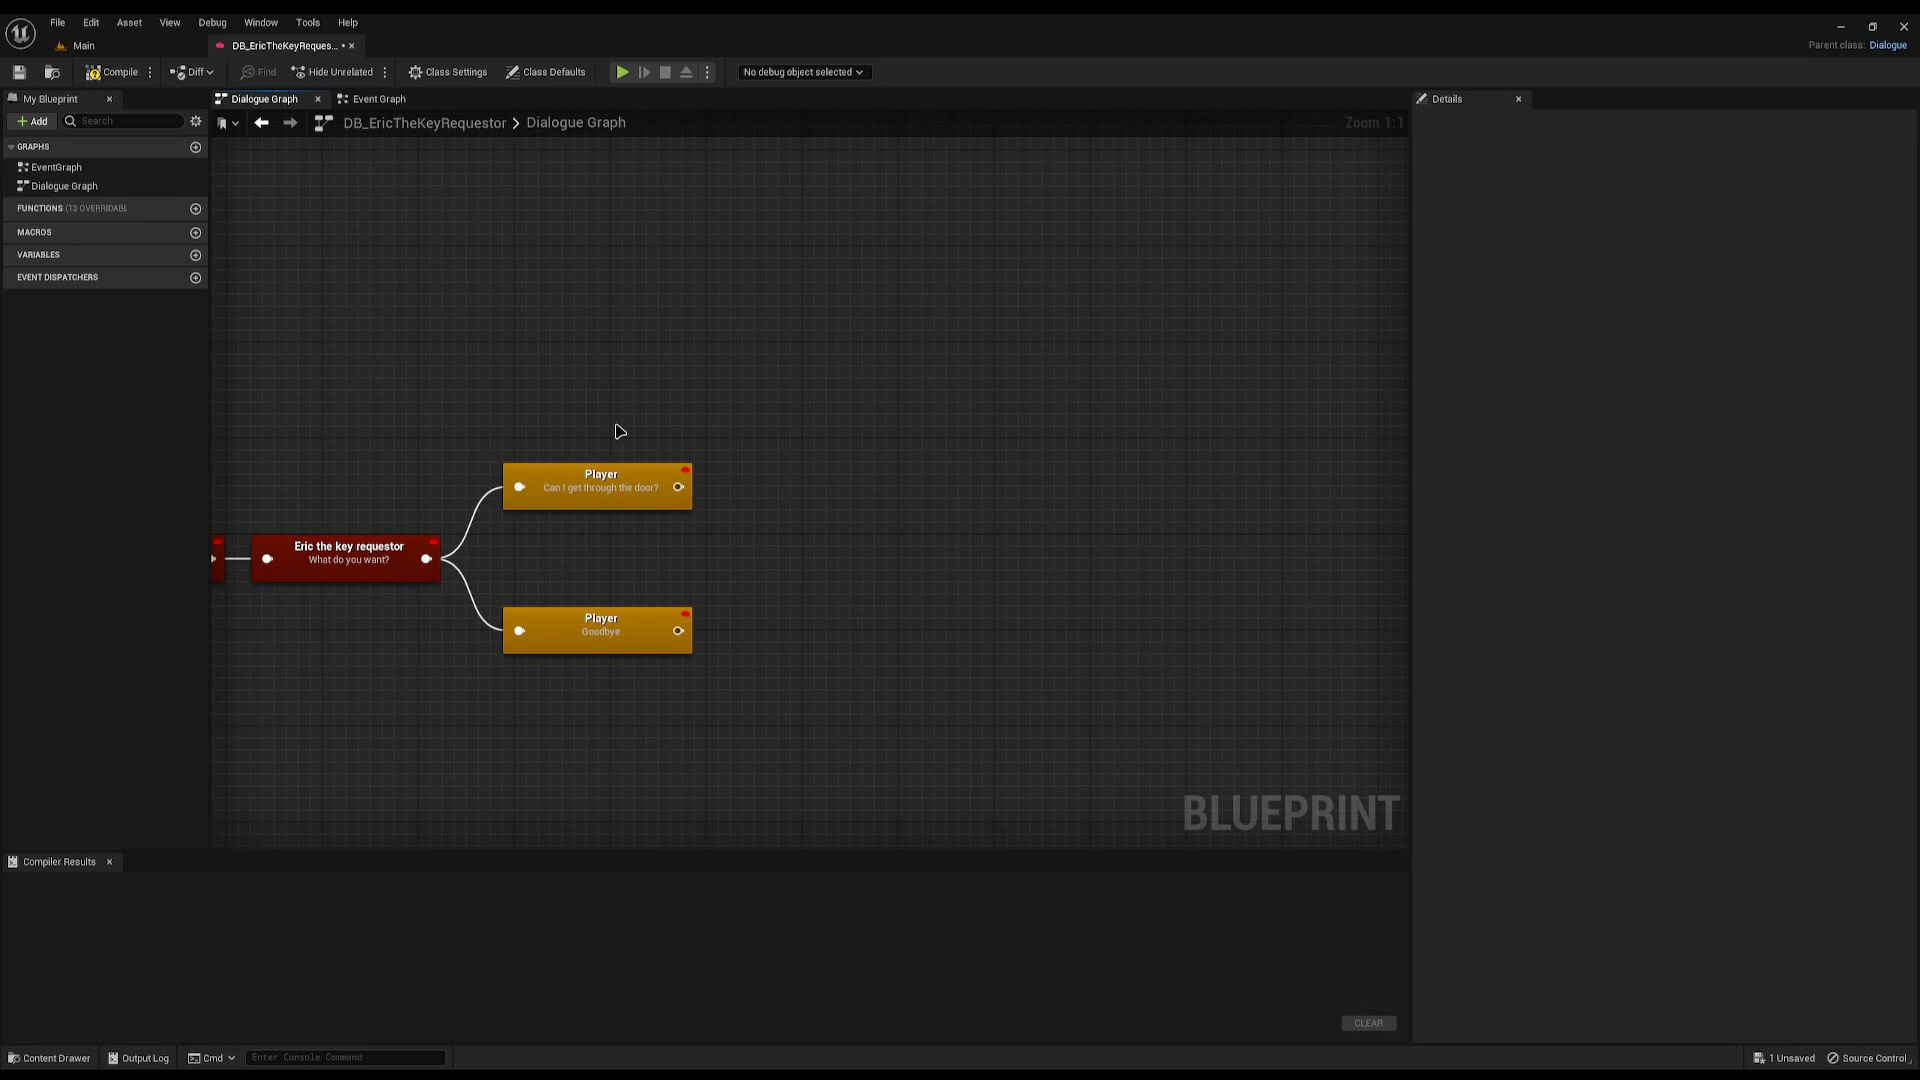 File Edit Asset View Debug Window Tools Help
Main
DB_EricTheKeyReques... •
Parent class: Dialogue
Compile Diff Find Hide Unrelated Class Settings Class Defaults No debug object selected
My Blueprint
Dialogue Graph
Event Graph
Details
+ Add
Search
DB_EricTheKeyRequestor > Dialogue Graph
Zoom 1:1
GRAPHS
EventGraph
Dialogue Graph
FUNCTIONS (13 OVERRIDABL
MACROS
VARIABLES
EVENT DISPATCHERS
Player
Can I get through the door?
Eric the key requestor
What do you want?
Player
Goodbye
BLUEPRINT
Compiler Results
CLEAR
Content Drawer Output Log Cmd Enter Console Command
1 Unsaved Source Control